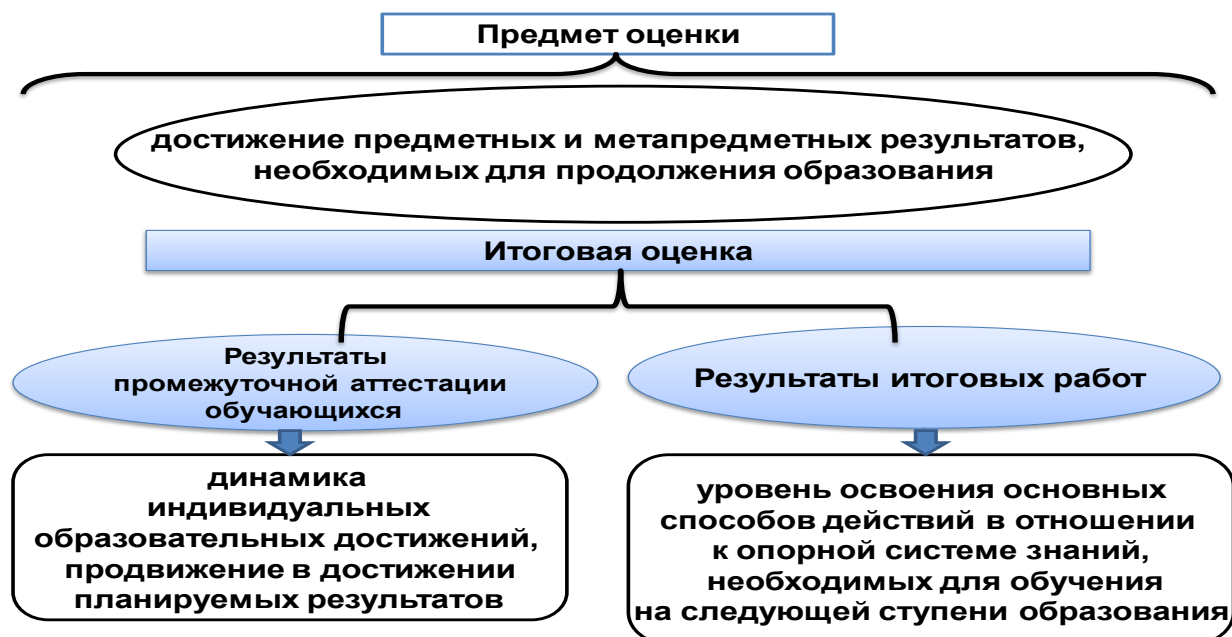 Предмет оценки
достижение предметных и метапредметных результатов,
необходимых для продолжения образования
Итоговая оценка
Результаты
промежуточной аттестации
обучающихся
Результаты итоговых работ
динамика
индивидуальных
образовательных достижений,
продвижение в достижении
планируемых результатов
уровень освоения основных
способов действий в отношении
к опорной системе знаний,
необходимых для обучения
на следующей ступени образования